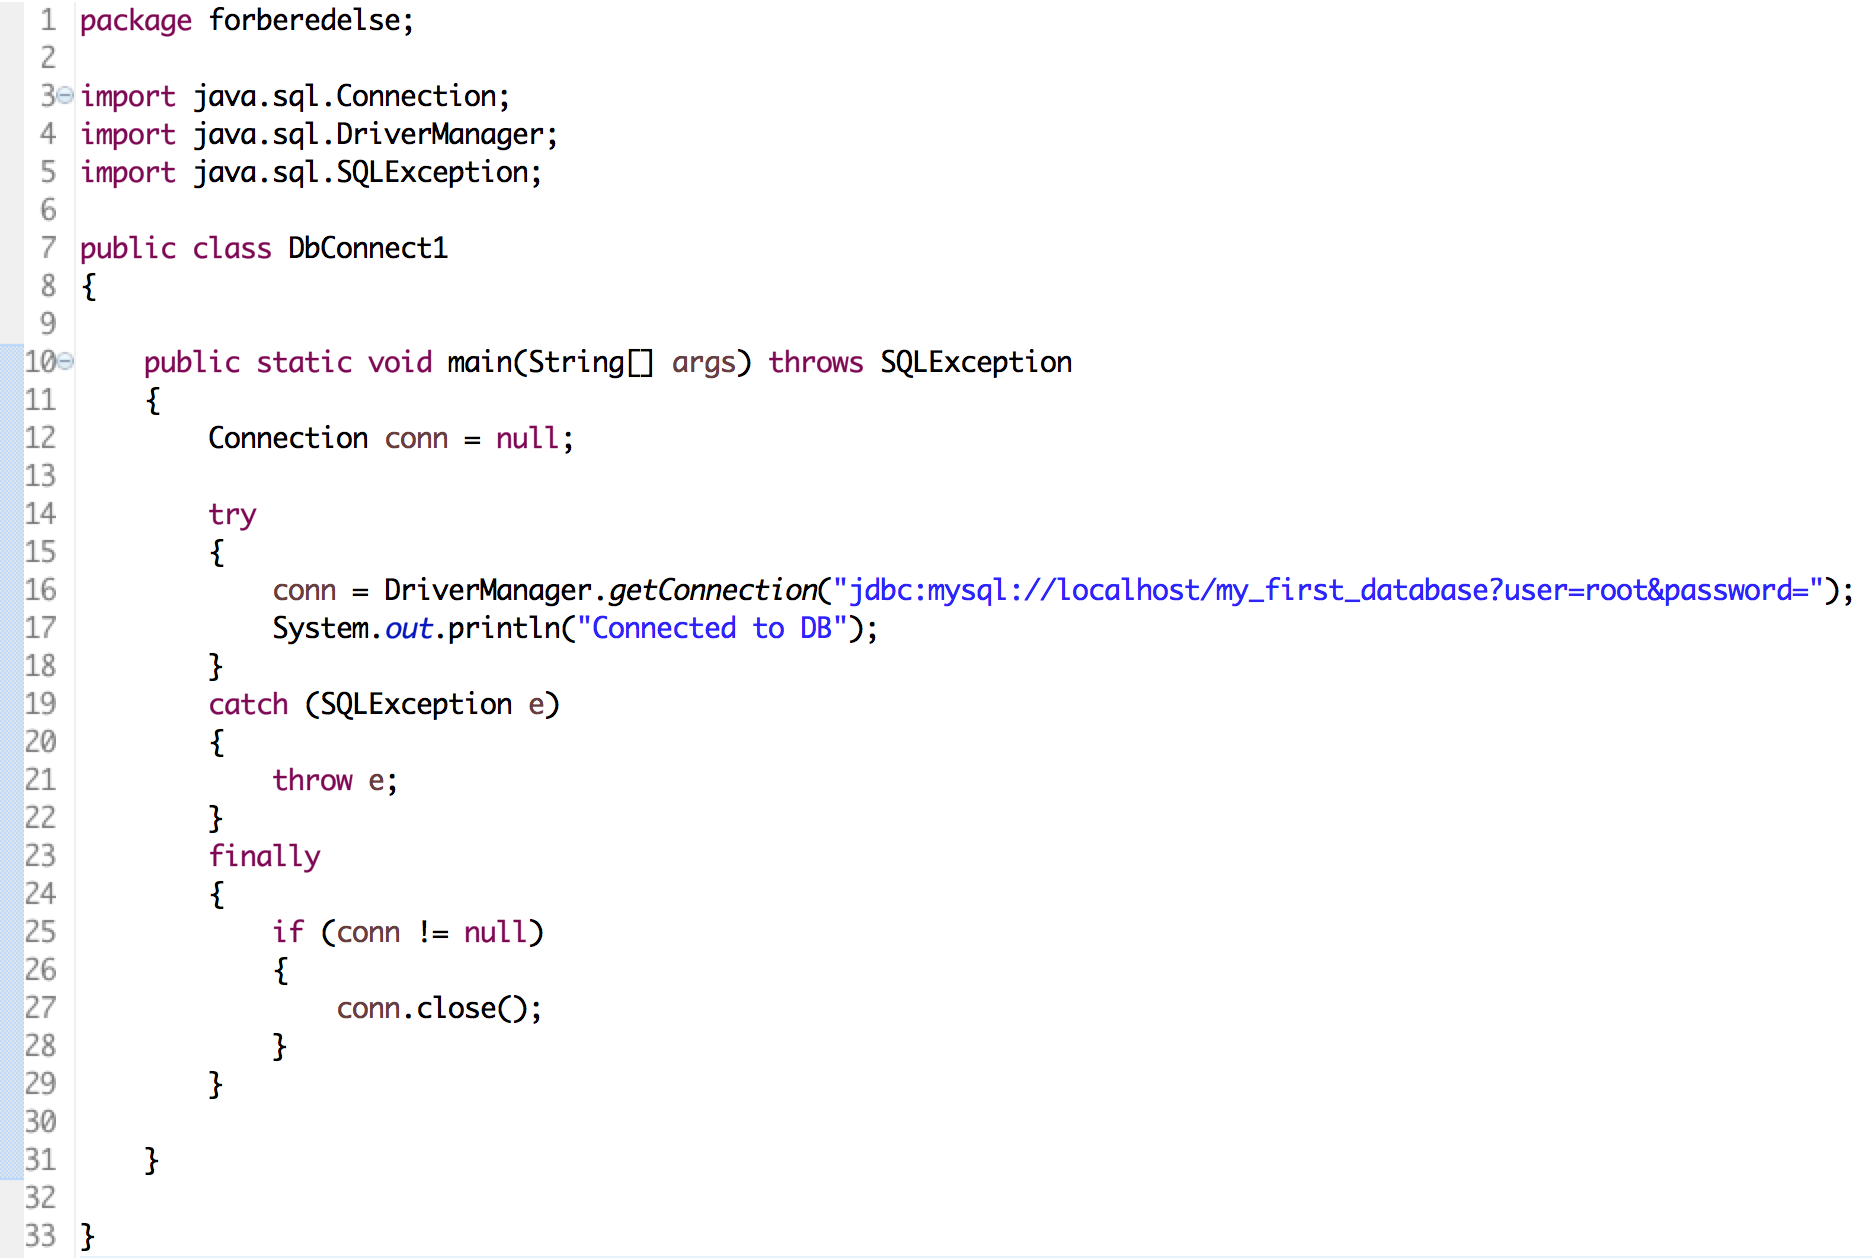 1 package forberedelse;
2
3 import java.sql.Connection;
4 import java.sql.DriverManager;
5 import java.sql.SQLException;
6
7 public class DbConnect1
8 {
9
10     public static void main(String[] args) throws SQLException
11     {
12         Connection conn = null;
13
14         try
15         {
16             conn = DriverManager.getConnection("jdbc:mysql://localhost/my_first_database?user=root&password=");
17             System.out.println("Connected to DB");
18         }
19         catch (SQLException e)
20         {
21             throw e;
22         }
23         finally
24         {
25             if (conn != null)
26             {
27                 conn.close();
28             }
29         }
30
31     }
32
33 }